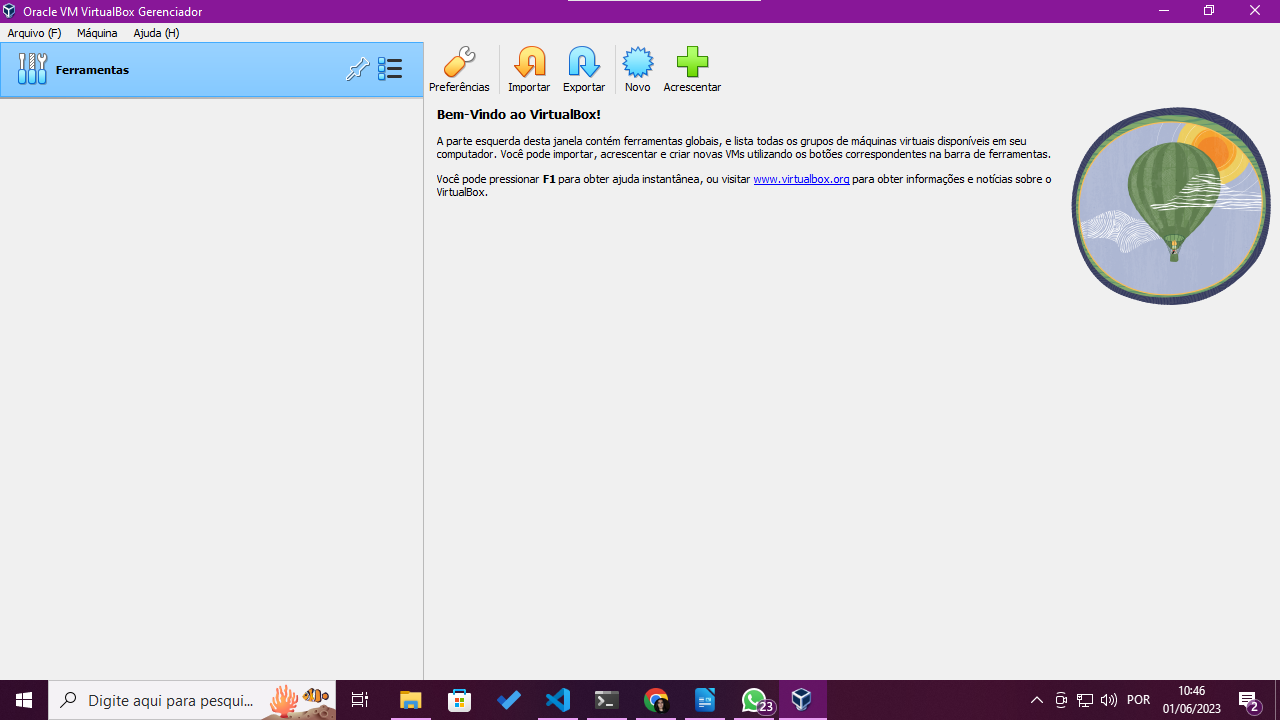 Oracle VM VirtualBox Gerenciador
Arquivo (F) Máquina Ajuda (H)
Ferramentas
Preferências Importar Exportar Novo Acrescentar
Bem-Vindo ao VirtualBox!
A parte esquerda desta janela contém ferramentas globais, e lista todas os grupos de máquinas virtuais disponíveis em seu
computador. Você pode importar, acrescentar e criar novas VMs utilizando os botões correspondentes na barra de ferramentas.
Você pode pressionar F1 para obter ajuda instantânea, ou visitar www.virtualbox.org para obter informações e notícias sobre o
VirtualBox.
Digite aqui para pesqui...
23
POR
10:46
01/06/2023
2